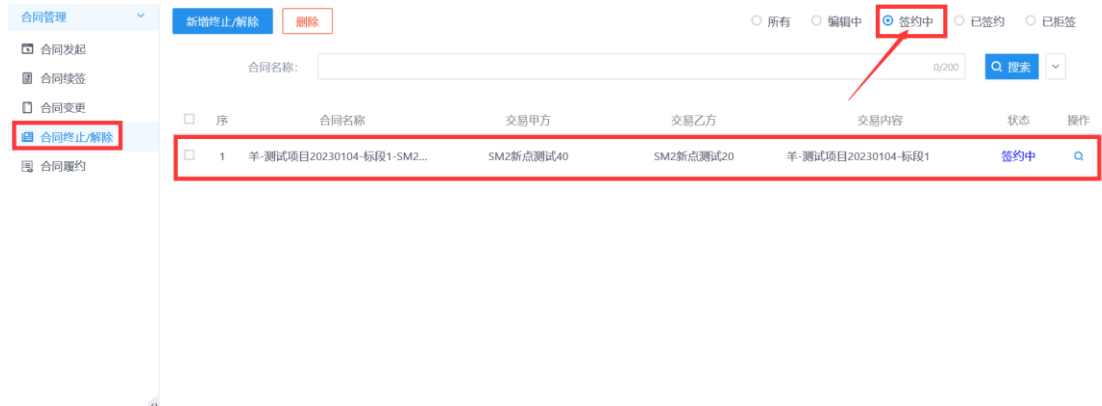 合同管理
合同发起
合同续签
合同变更
合同终止/解除
合同履约
新增终止/解除 删除
所有 编辑中 签约中 已签约 已拒签
合同名称: 0/200 搜索
序 合同名称 交易甲方 交易乙方 交易内容 状态 操作
1 羊-测试项目20230104-标段1-SM2... SM2新点测试40 SM2新点测试20 羊-测试项目20230104-标段1 签约中